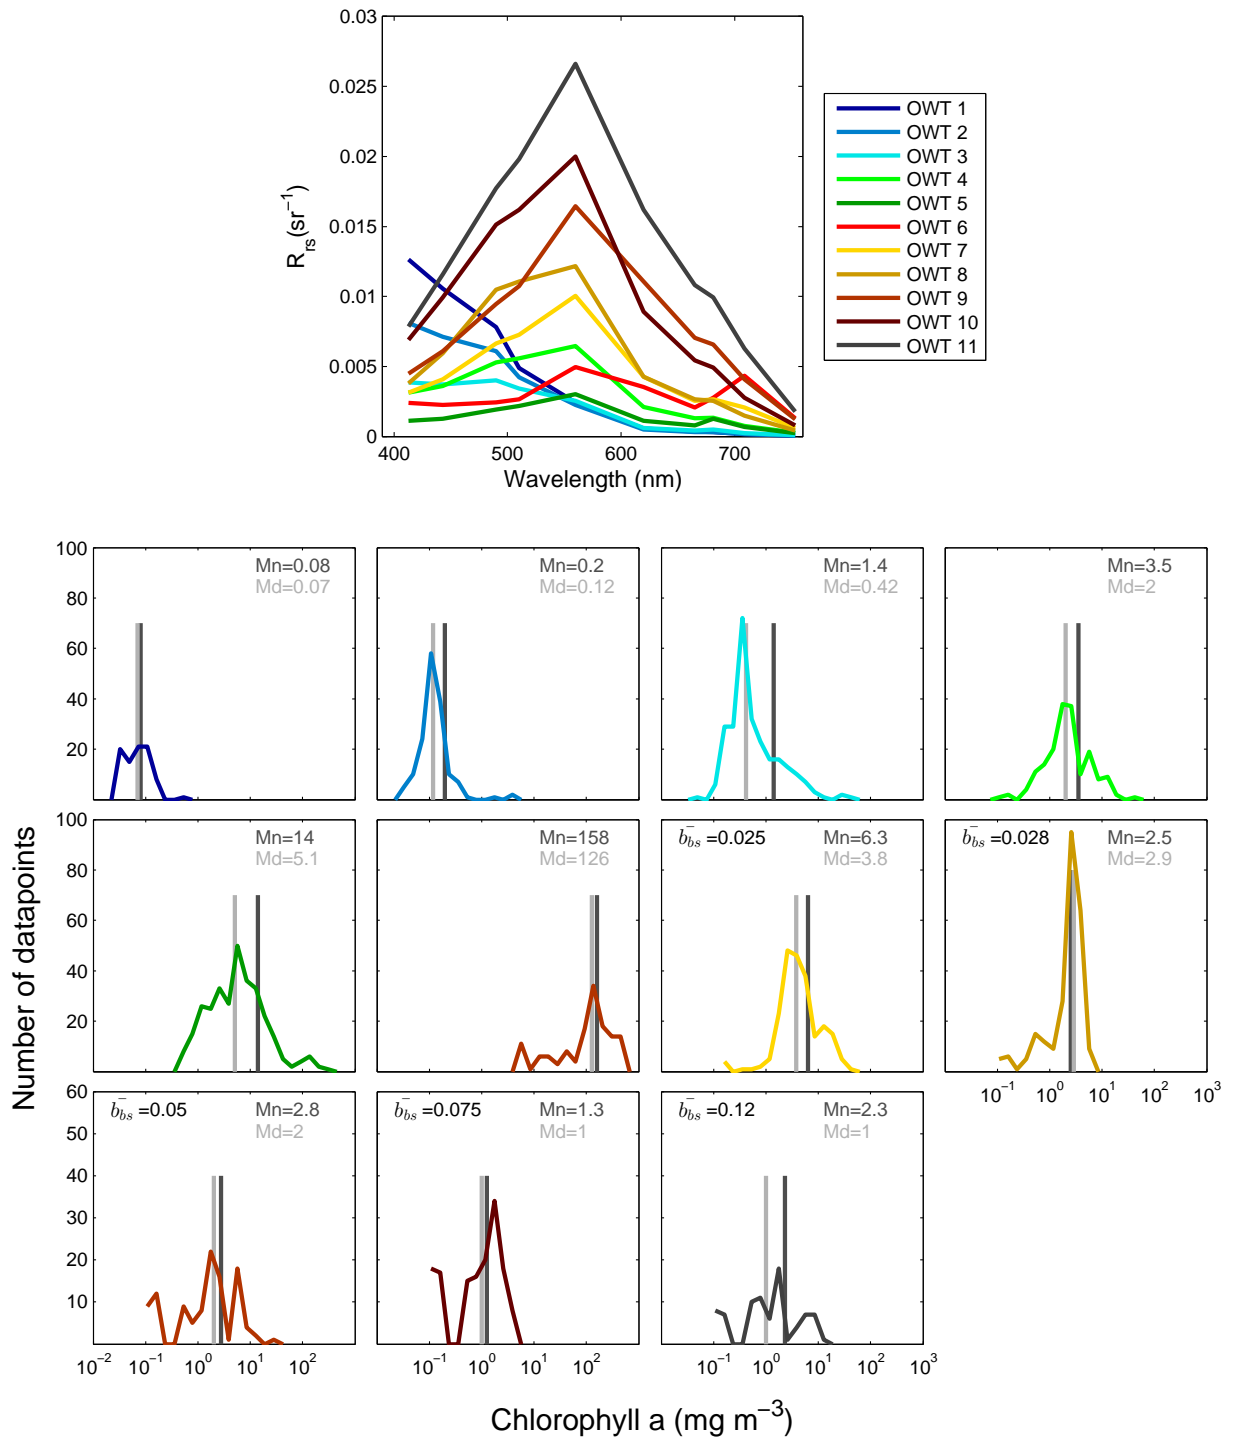 0.03
0.025
0.02
0.015
0.01
0.005
0
R_rs(sr^−1)
400 500 600 700
Wavelength (nm)
OWT 1
OWT 2
OWT 3
OWT 4
OWT 5
OWT 6
OWT 7
OWT 8
OWT 9
OWT 10
OWT 11
100
80
60
40
20
Mn=0.08
Md=0.07
Mn=0.2
Md=0.12
Mn=1.4
Md=0.42
Mn=3.5
Md=2
100
80
60
40
20
Mn=14
Md=5.1
Mn=158
Md=126
b̄_bs=0.025
Mn=6.3
Md=3.8
b̄_bs=0.028
Mn=2.5
Md=2.9
10^−1 10^0 10^1 10^2 10^3
60
50
40
30
20
10
b̄_bs=0.05
Mn=2.8
Md=2
b̄_bs=0.075
Mn=1.3
Md=1
b̄_bs=0.12
Mn=2.3
Md=1
10^−2 10^−1 10^0 10^1 10^2
10^−1 10^0 10^1 10^2
10^−1 10^0 10^1 10^2 10^3
Number of datapoints
Chlorophyll a (mg m^−3)